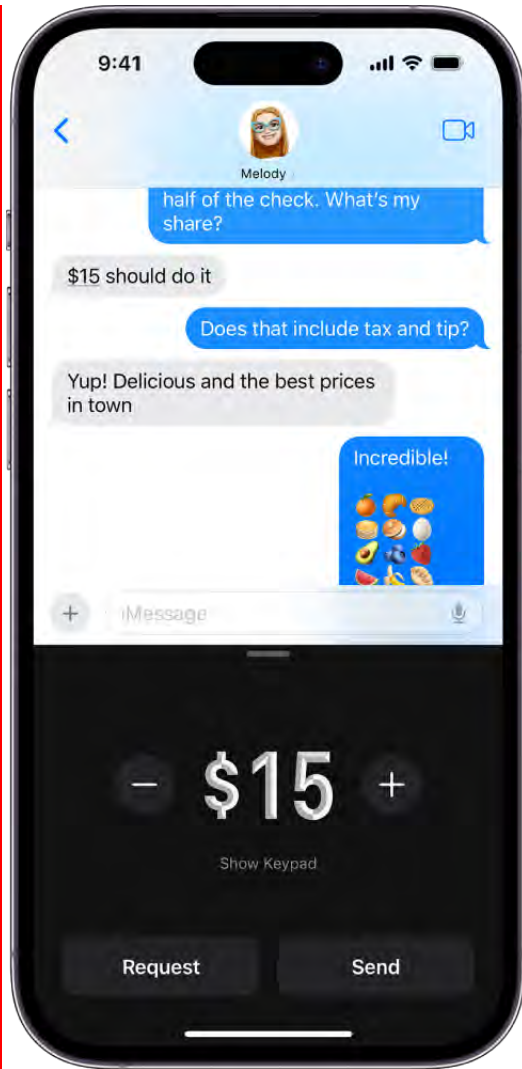 9:41
Melody
half of the check. What's my
share?
$15 should do it
Does that include tax and tip?
Yup! Delicious and the best prices
in town
Incredible!
iMessage
$15
Show Keypad
Request
Send